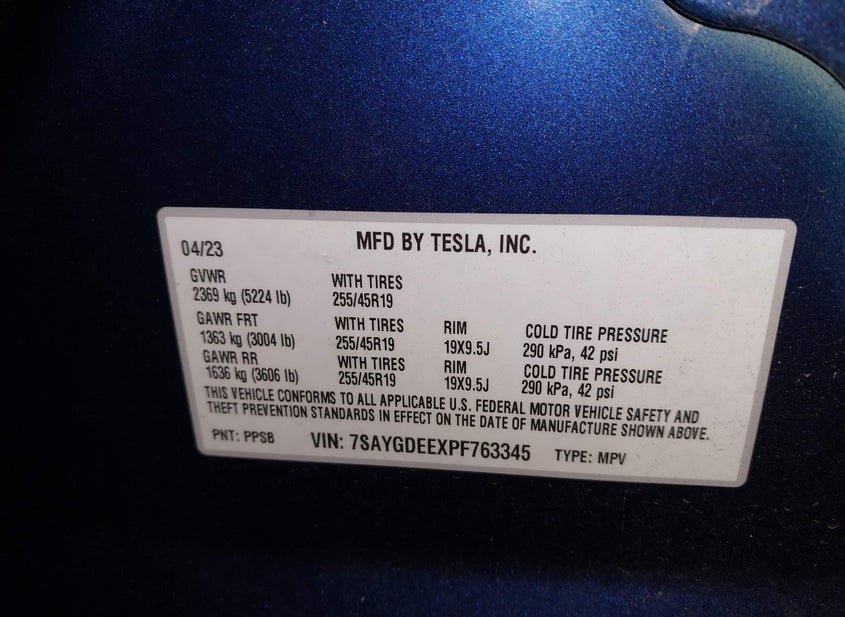 04/23 MFD BY TESLA, INC.
GVWR WITH TIRES
2369 kg (5224 lb) 255/45R19
GAWR FRT WITH TIRES RIM COLD TIRE PRESSURE
1363 kg (3004 lb) 255/45R19 19X9.5J 290 kPa, 42 psi
GAWR RR WITH TIRES RIM COLD TIRE PRESSURE
1636 kg (3606 lb) 255/45R19 19X9.5J 290 kPa, 42 psi
THIS VEHICLE CONFORMS TO ALL APPLICABLE U.S. FEDERAL MOTOR VEHICLE SAFETY AND
THEFT PREVENTION STANDARDS IN EFFECT ON THE DATE OF MANUFACTURE SHOWN ABOVE.
PNT: PPSB VIN: 7SAYGDEEXPF763345 TYPE: MPV